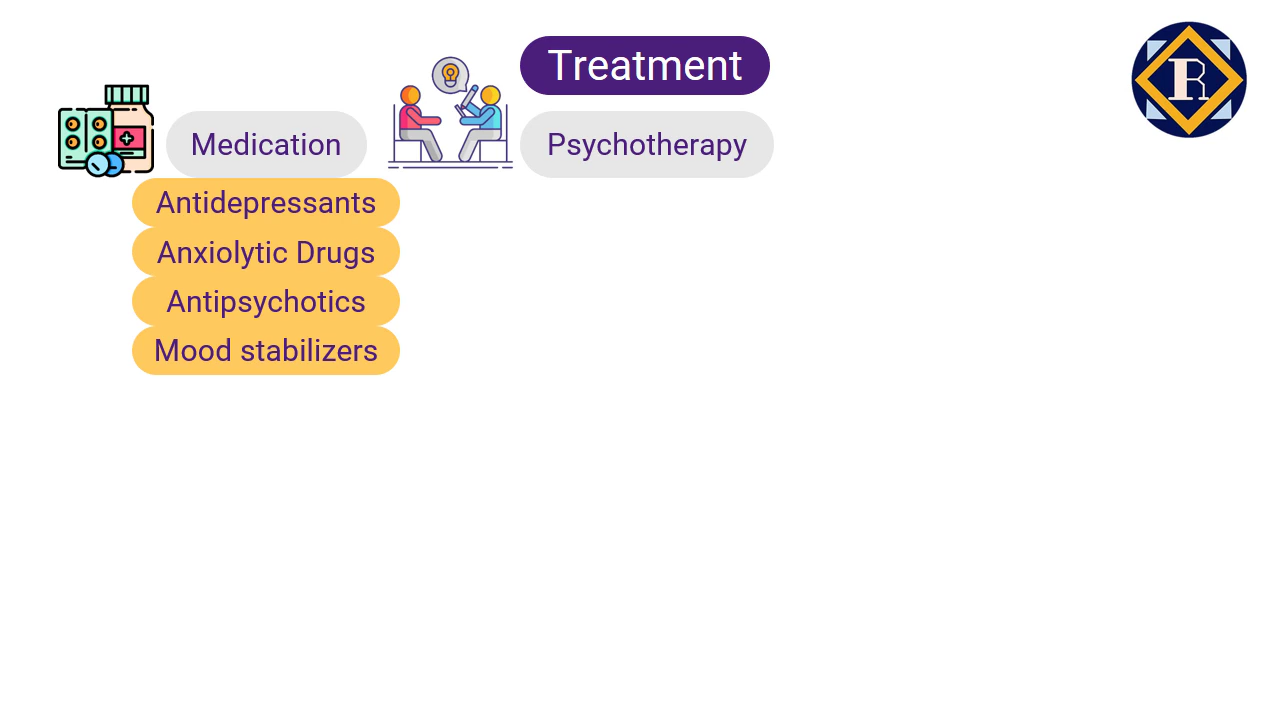 Treatment
Medication
Psychotherapy
Antidepressants
Anxiolytic Drugs
Antipsychotics
Mood stabilizers
R